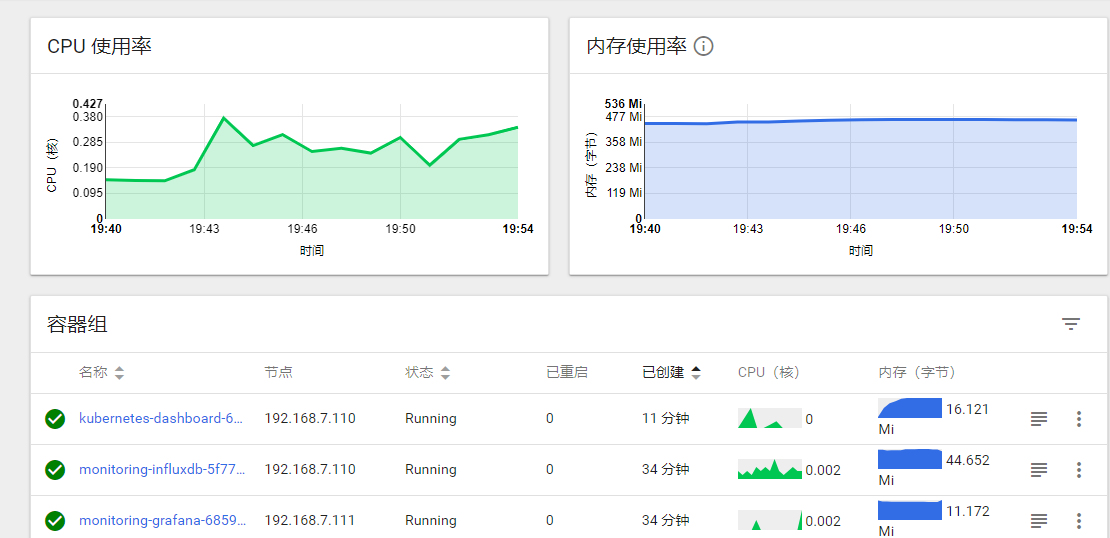 CPU 使用率
0.427
0.380
0.285
0.190
0.095
0
CPU（核）
19:40 19:43 19:46 19:50 19:54
时间
内存使用率
536 Mi
477 Mi
358 Mi
238 Mi
119 Mi
0
内存（字节）
19:40 19:43 19:46 19:50 19:54
时间
容器组
名称 节点 状态 已重启 已创建 CPU（核） 内存（字节）
kubernetes-dashboard-6... 192.168.7.110 Running 0 11 分钟 0 16.121
Mi
monitoring-influxdb-5f77... 192.168.7.110 Running 0 34 分钟 0.002 44.652
Mi
monitoring-grafana-6859... 192.168.7.111 Running 0 34 分钟 0.002 11.172
Mi